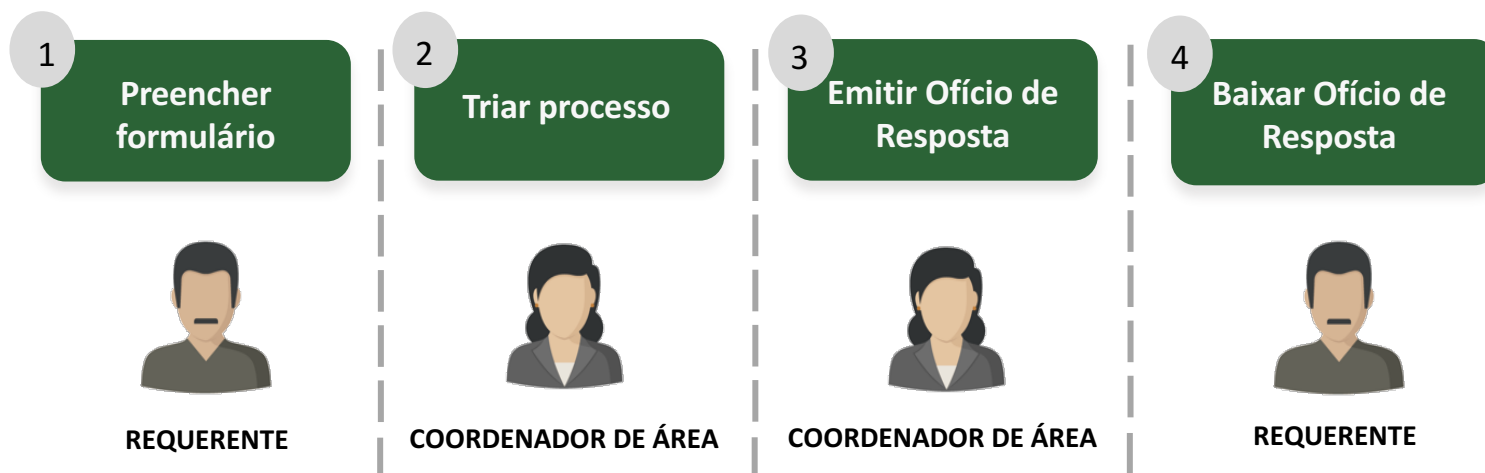 1
Preencher
formulário
REQUERENTE
2
Triar processo
COORDENADOR DE ÁREA
3
Emitir Ofício de
Resposta
COORDENADOR DE ÁREA
4
Baixar Ofício de
Resposta
REQUERENTE